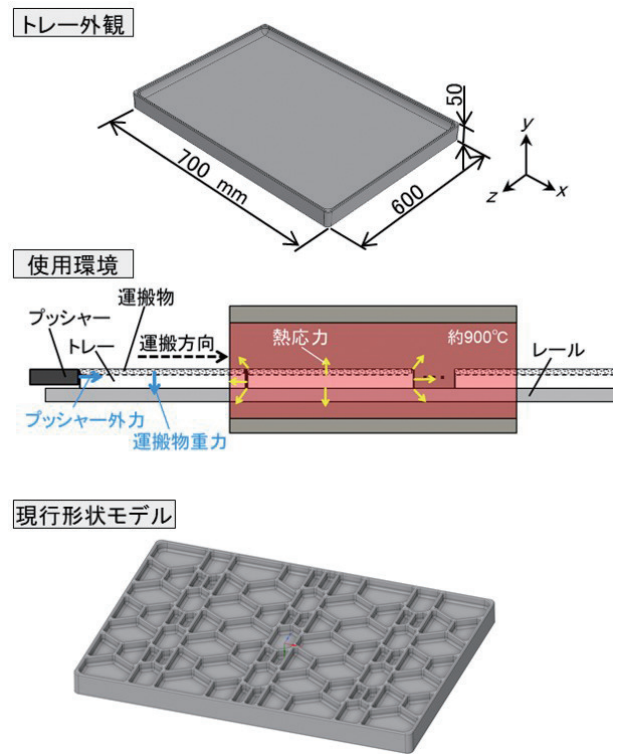 トレー外観
700 mm
600
50
y
z
x
使用環境
運搬物
プッシャー
トレー
運搬方向
熱応力
約900℃
レール
プッシャー外力
運搬物重力
現行形状モデル